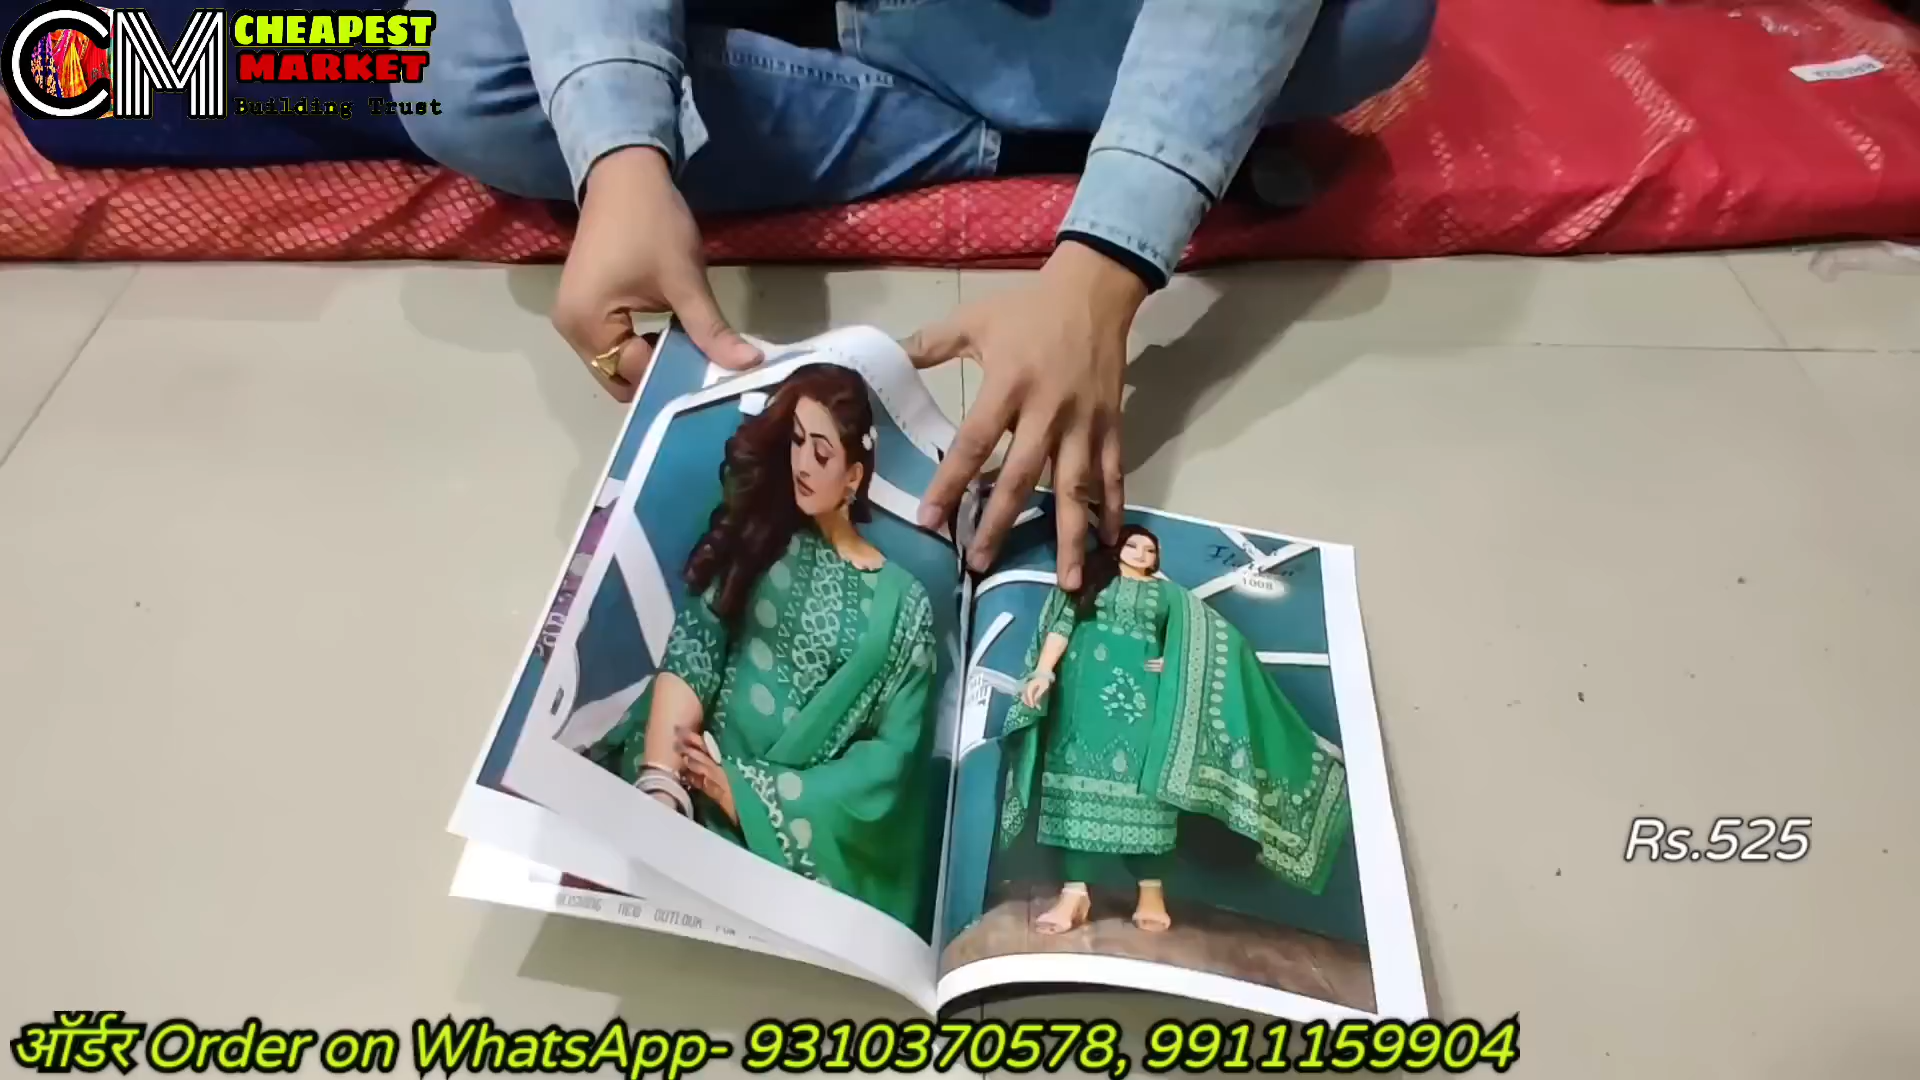 CM
CHEAPEST
MARKET
Building Trust
1008
Rs.525
ऑर्डर Order on WhatsApp- 9310370578, 9911159904